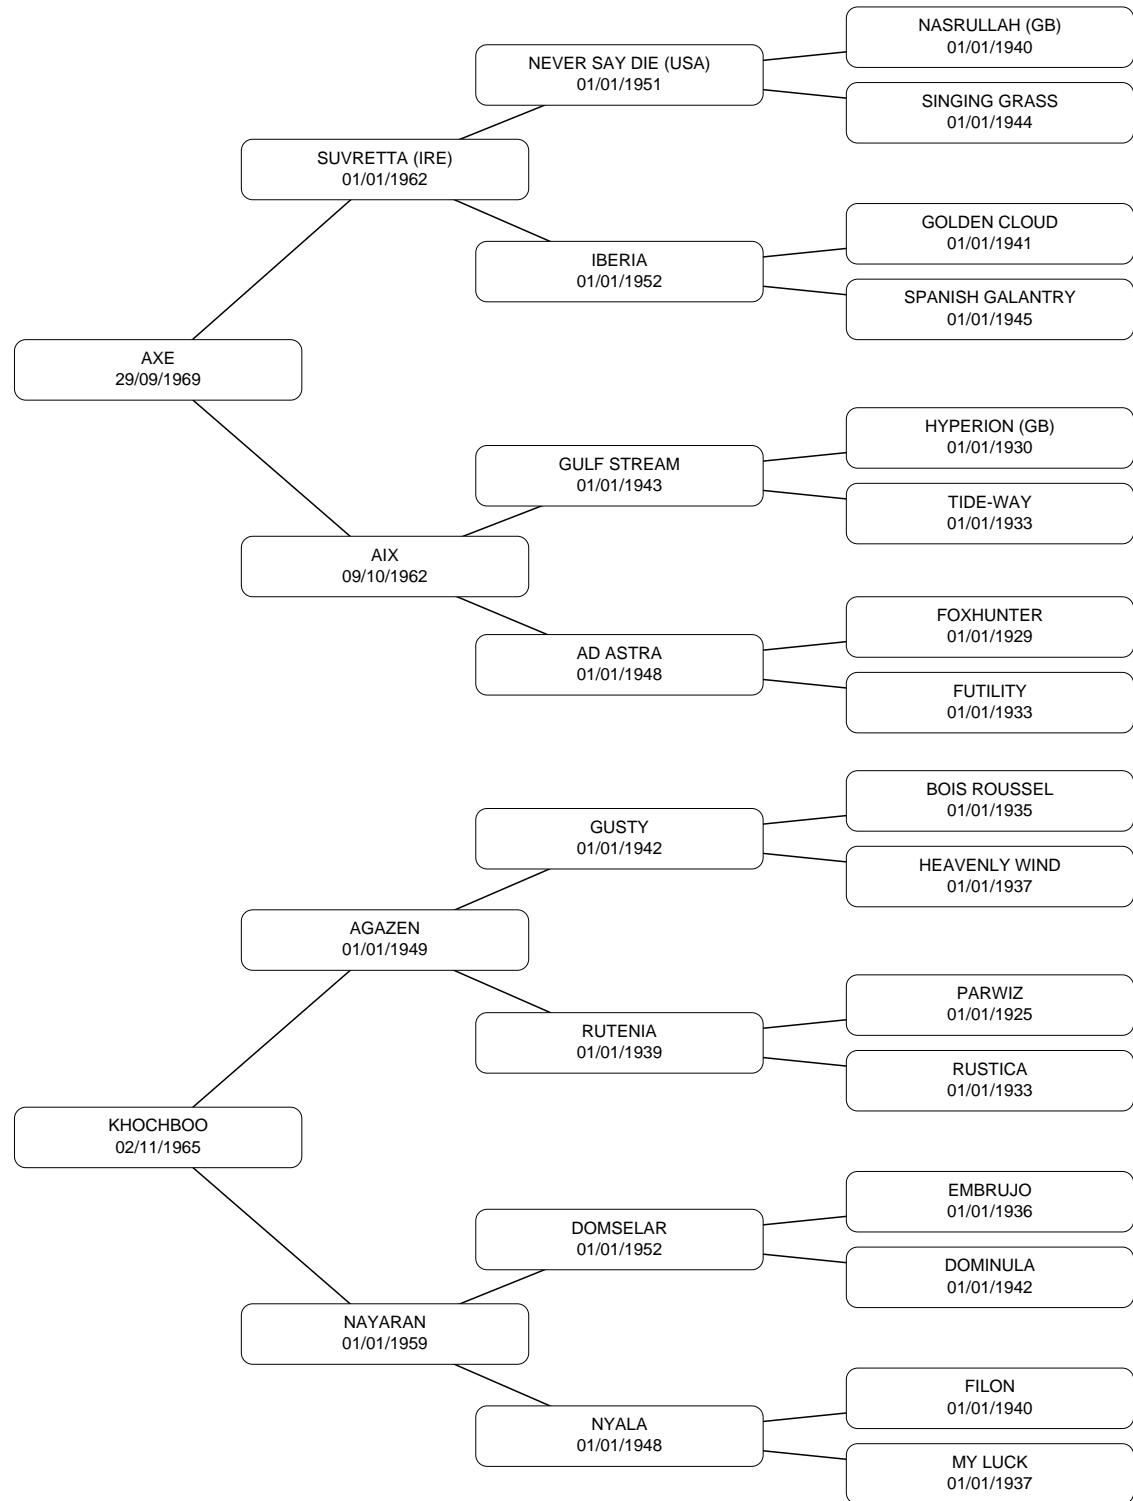 NASRULLAH (GB)
01/01/1940
NEVER SAY DIE (USA)
01/01/1951
SINGING GRASS
01/01/1944
SUVRETTA (IRE)
01/01/1962
GOLDEN CLOUD
01/01/1941
IBERIA
01/01/1952
SPANISH GALANTRY
01/01/1945
AXE
29/09/1969
HYPERION (GB)
01/01/1930
GULF STREAM
01/01/1943
TIDE-WAY
01/01/1933
AIX
09/10/1962
FOXHUNTER
01/01/1929
AD ASTRA
01/01/1948
FUTILITY
01/01/1933
BOIS ROUSSEL
01/01/1935
GUSTY
01/01/1942
HEAVENLY WIND
01/01/1937
AGAZEN
01/01/1949
PARWIZ
01/01/1925
RUTENIA
01/01/1939
RUSTICA
01/01/1933
KHOCHBOO
02/11/1965
EMBRUJO
01/01/1936
DOMSELAR
01/01/1952
DOMINULA
01/01/1942
NAYARAN
01/01/1959
FILON
01/01/1940
NYALA
01/01/1948
MY LUCK
01/01/1937